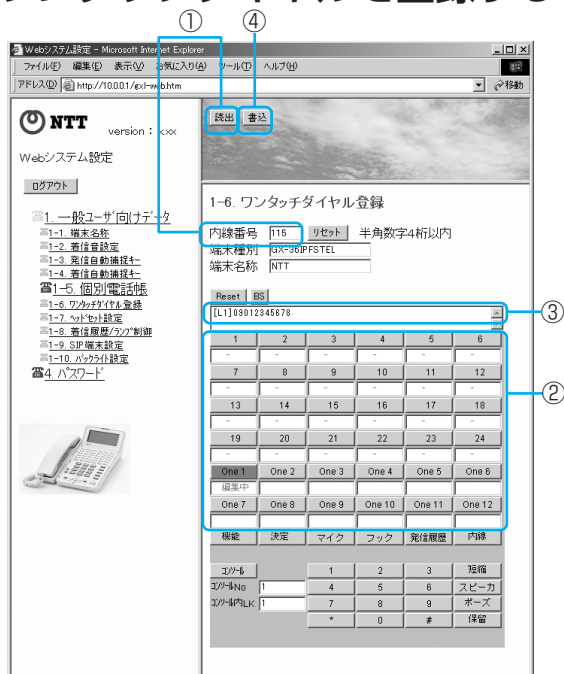 ① ④
Webシステム設定 - Microsoft Internet Explorer
ファイル(F) 編集(E) 表示(V) お気に入り(A) ツール(T) ヘルプ(H)
アドレス(D) http://10.0.0.1/gxl-web.htm 移動
NTT version : x.xx
Webシステム設定
ログアウト
1. 一般ユーザ向けデータ
1-1. 端末名称
1-2. 着信音設定
1-3. 発信自動捕捉キー
1-4. 着信自動捕捉キー
1-5. 個別電話帳
1-6. ワンタッチダイヤル登録
1-7. ヘッドセット設定
1-8. 着信履歴/ランプ制御
1-9. SIP端末設定
1-10. バックライト設定
4. パスワード
読出 書込
1-6. ワンタッチダイヤル登録
内線番号 115 リセット 半角数字4桁以内
端末種別 GX-36IPFSTEL
端末名称 NTT
Reset BS
[L1]09012345678
③
1 2 3 4 5 6
- - - - - -
7 8 9 10 11 12
- - - - - -
②
13 14 15 16 17 18
- - - - - -
19 20 21 22 23 24
- - - - - -
One 1 One 2 One 3 One 4 One 5 One 6
編集中
One 7 One 8 One 9 One 10 One 11 One 12
機能 決定 マイク フック 発信履歴 内線
コンソール 1 2 3 短縮
コンソールNo 1 4 5 6 スピーカ
コンソール内LK 1 7 8 9 ポーズ
* 0 # 保留